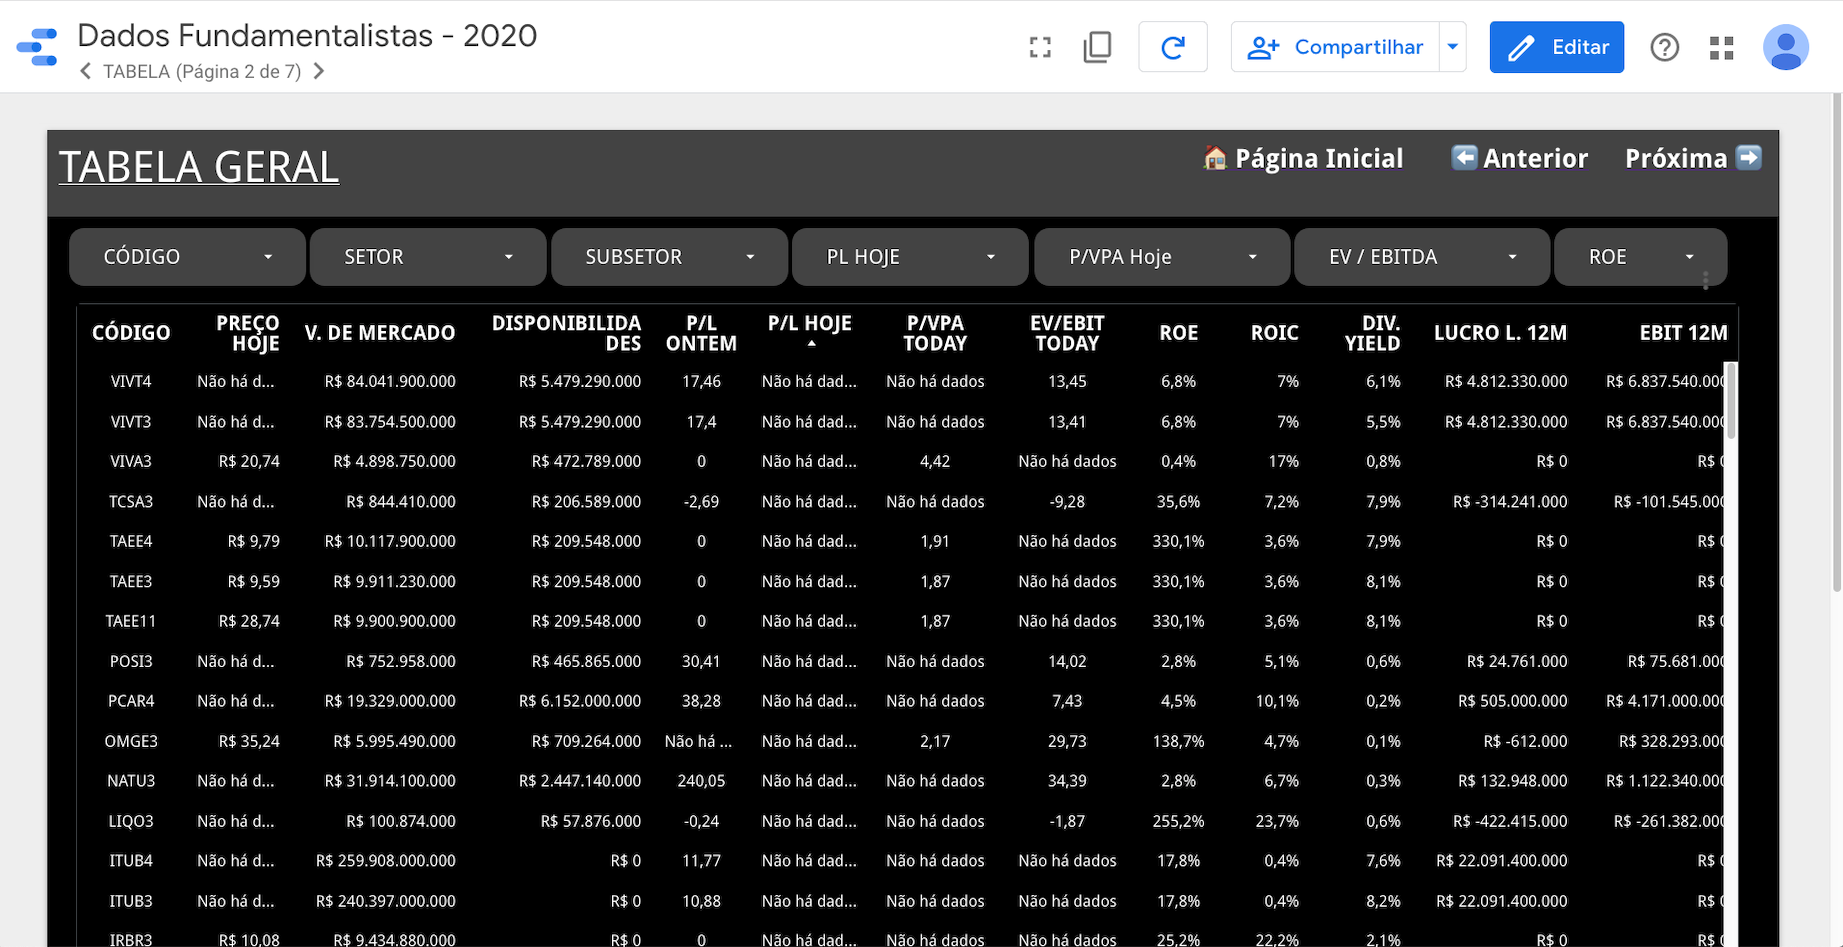 Dados Fundamentalistas - 2020
TABELA (Página 2 de 7)
Compartilhar
Editar
TABELA GERAL
Página Inicial
Anterior
Próxima
CÓDIGO SETOR SUBSETOR PL HOJE P/VPA Hoje EV / EBITDA ROE
CÓDIGO PREÇO HOJE V. DE MERCADO DISPONIBILIDADES P/L ONTEM P/L HOJE P/VPA TODAY EV/EBIT TODAY ROE ROIC DIV. YIELD LUCRO L. 12M EBIT 12M
VIVT4 Não há d... R$ 84.041.900.000 R$ 5.479.290.000 17,46 Não há dad... Não há dados 13,45 6,8% 7% 6,1% R$ 4.812.330.000 R$ 6.837.540.000
VIVT3 Não há d... R$ 83.754.500.000 R$ 5.479.290.000 17,4 Não há dad... Não há dados 13,41 6,8% 7% 5,5% R$ 4.812.330.000 R$ 6.837.540.000
VIVA3 R$ 20,74 R$ 4.898.750.000 R$ 472.789.000 0 Não há dad... 4,42 Não há dados 0,4% 17% 0,8% R$ 0 R$ 0
TCSA3 Não há d... R$ 844.410.000 R$ 206.589.000 -2,69 Não há dad... Não há dados -9,28 35,6% 7,2% 7,9% R$ -314.241.000 R$ -101.545.000
TAEE4 R$ 9,79 R$ 10.117.900.000 R$ 209.548.000 0 Não há dad... 1,91 Não há dados 330,1% 3,6% 7,9% R$ 0 R$ 0
TAEE3 R$ 9,59 R$ 9.911.230.000 R$ 209.548.000 0 Não há dad... 1,87 Não há dados 330,1% 3,6% 8,1% R$ 0 R$ 0
TAEE11 R$ 28,74 R$ 9.900.900.000 R$ 209.548.000 0 Não há dad... 1,87 Não há dados 330,1% 3,6% 8,1% R$ 0 R$ 0
POSI3 Não há d... R$ 752.958.000 R$ 465.865.000 30,41 Não há dad... Não há dados 14,02 2,8% 5,1% 0,6% R$ 24.761.000 R$ 75.681.000
PCAR4 Não há d... R$ 19.329.000.000 R$ 6.152.000.000 38,28 Não há dad... Não há dados 7,43 4,5% 10,1% 0,2% R$ 505.000.000 R$ 4.171.000.000
OMGE3 R$ 35,24 R$ 5.995.490.000 R$ 709.264.000 Não há ... Não há dad... 2,17 29,73 138,7% 4,7% 0,1% R$ -612.000 R$ 328.293.000
NATU3 Não há d... R$ 31.914.100.000 R$ 2.447.140.000 240,05 Não há dad... Não há dados 34,39 2,8% 6,7% 0,3% R$ 132.948.000 R$ 1.122.340.000
LIQO3 Não há d... R$ 100.874.000 R$ 57.876.000 -0,24 Não há dad... Não há dados -1,87 255,2% 23,7% 0,6% R$ -422.415.000 R$ -261.382.000
ITUB4 Não há d... R$ 259.908.000.000 R$ 0 11,77 Não há dad... Não há dados Não há dados 17,8% 0,4% 7,6% R$ 22.091.400.000 R$ 0
ITUB3 Não há d... R$ 240.397.000.000 R$ 0 10,88 Não há dad... Não há dados Não há dados 17,8% 0,4% 8,2% R$ 22.091.400.000 R$ 0
IRBR3 R$ 10,08 R$ 9.434.880.000 R$ 0 0 Não há dad... Não há dados Não há dados 25,2% 22,2% 2,1% R$ 0 R$ 0